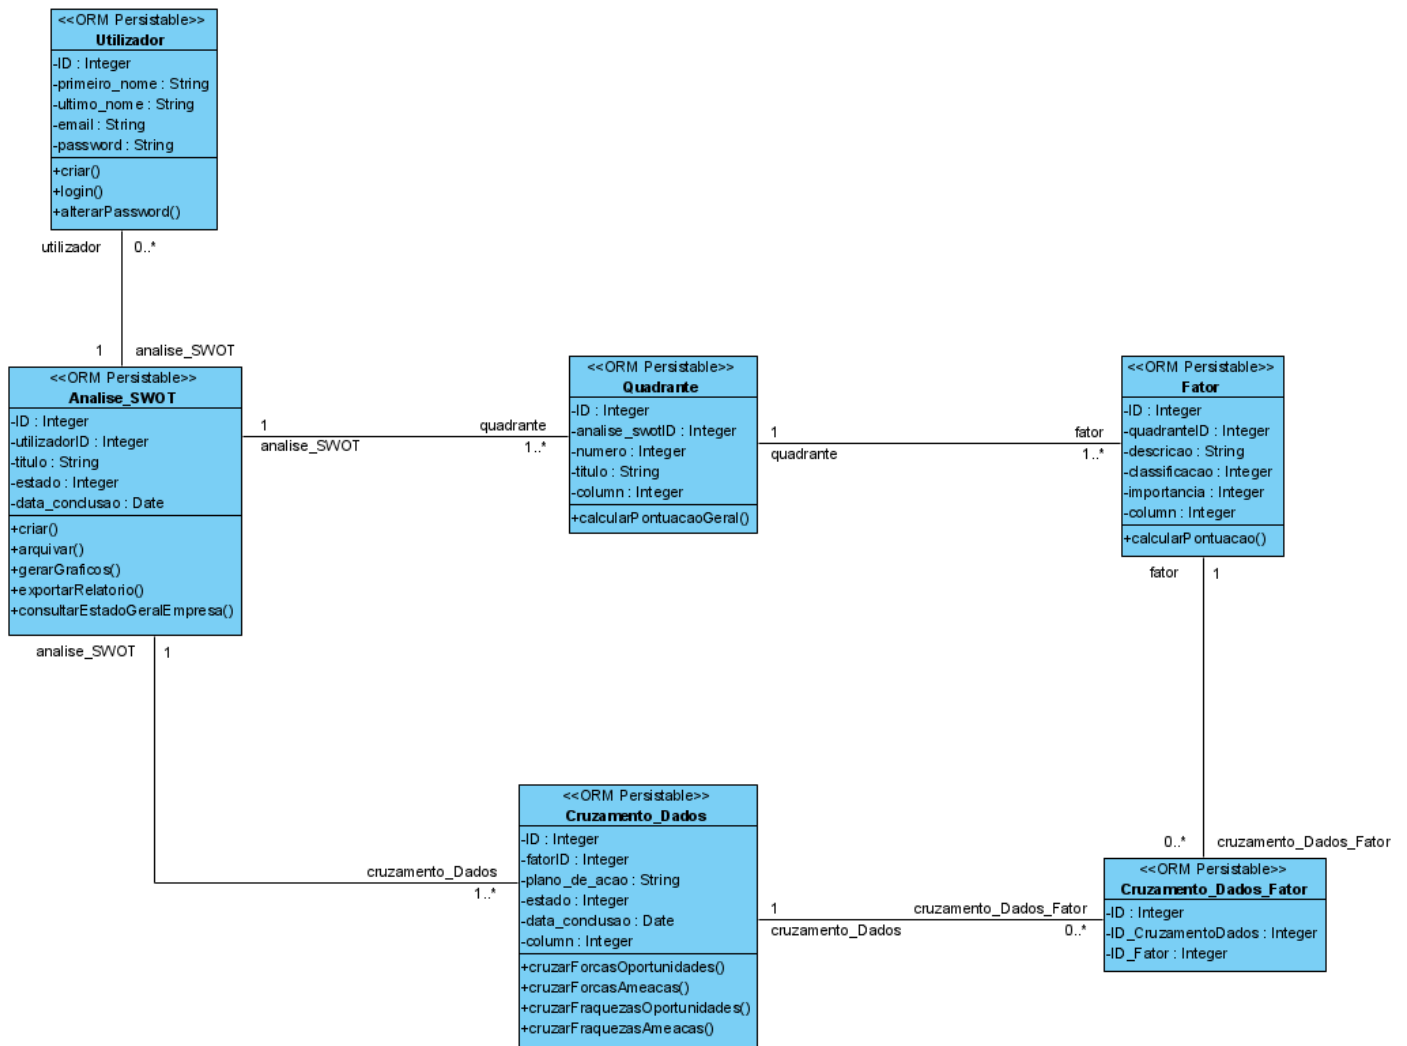 <<ORM Persistable>>
Utilizador
-ID : Integer
-primeiro_nome : String
-ultimo_nome : String
-email : String
-password : String
+criar()
+login()
+alterarPassword()
utilizador
0..*
1
analise_SWOT
<<ORM Persistable>>
Analise_SWOT
-ID : Integer
-utilizadorID : Integer
-titulo : String
-estado : Integer
-data_conclusao : Date
+criar()
+arquivar()
+gerarGraficos()
+exportarRelatorio()
+consultarEstadoGeralEmpresa()
1
analise_SWOT
quadrante
1..*
<<ORM Persistable>>
Quadrante
-ID : Integer
-analise_swotID : Integer
-numero : Integer
-titulo : String
-column : Integer
+calcularPontuacaoGeral()
1
quadrante
fator
1..*
<<ORM Persistable>>
Fator
-ID : Integer
-quadranteID : Integer
-descricao : String
-classificacao : Integer
-importancia : Integer
-column : Integer
+calcularPontuacao()
fator
1
analise_SWOT
1
cruzamento_Dados
1..*
<<ORM Persistable>>
Cruzamento_Dados
-ID : Integer
-fatorID : Integer
-plano_de_acao : String
-estado : Integer
-data_conclusao : Date
-column : Integer
+cruzarForcasOportunidades()
+cruzarForcasAmeacas()
+cruzarFraquezasOportunidades()
+cruzarFraquezasAmeacas()
1
cruzamento_Dados
cruzamento_Dados_Fator
0..*
0..*
cruzamento_Dados_Fator
<<ORM Persistable>>
Cruzamento_Dados_Fator
-ID : Integer
-ID_CruzamentoDados : Integer
-ID_Fator : Integer